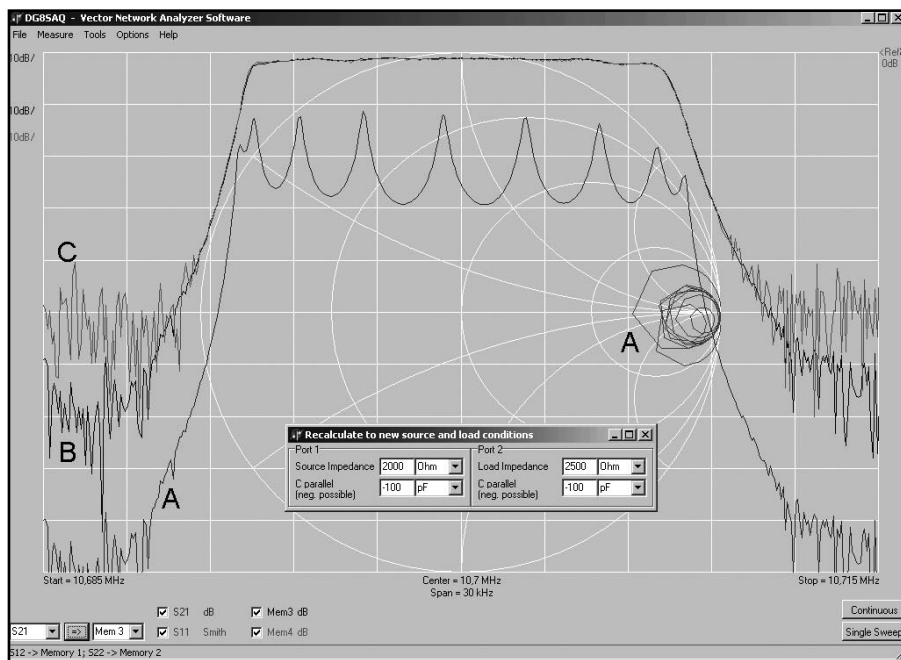 DG8SAQ - Vector Network Analyzer Software
File Measure Tools Options Help
10dB/
<Ref2
0dB
10dB/
10dB/
C
A
B
A
Recalculate to new source and load conditions
Port 1
Port 2
Source Impedance 2000 Ohm
Load Impedance 2500 Ohm
C parallel -100 pF
(neg. possible)
C parallel -100 pF
(neg. possible)
Start = 10,685 MHz
Center = 10,7 MHz
Stop = 10,715 MHz
Span = 30 kHz
S21 dB
Mem3 dB
Continuous
S21
=>
Mem 3
S11 Smith
Mem4 dB
Single Sweep
S12 -> Memory 1; S22 -> Memory 2